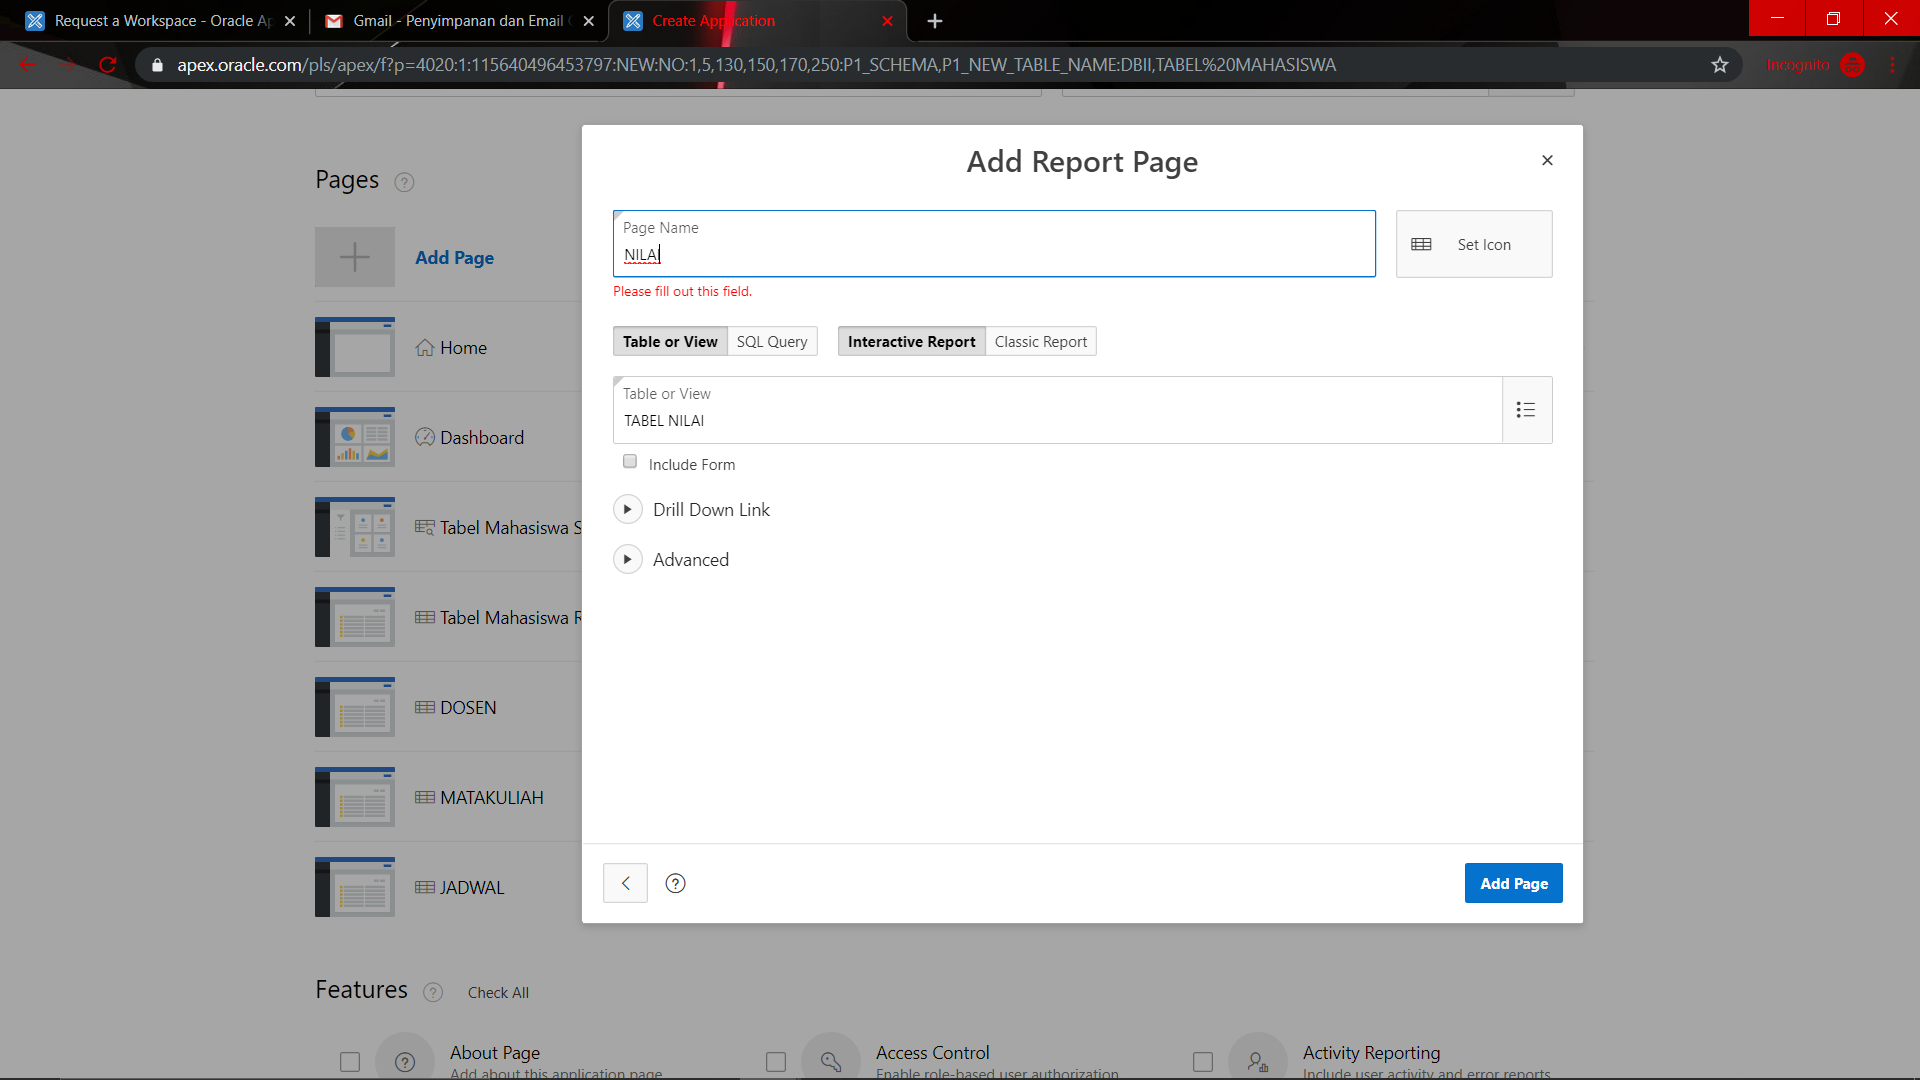 Request a Workspace - Oracle Ap
Gmail - Penyimpanan dan Email
Create Application
apex.oracle.com/pls/apex/f?p=4020:1:115640496453797:NEW:NO:1,5,130,150,170,250:P1_SCHEMA,P1_NEW_TABLE_NAME:DBII,TABEL%20MAHASISWA
Incognito
Pages
Add Page
Home
Dashboard
Tabel Mahasiswa S
Tabel Mahasiswa R
DOSEN
MATAKULIAH
JADWAL
Add Report Page
Page Name
NILAI
Set Icon
Please fill out this field.
Table or View
SQL Query
Interactive Report
Classic Report
Table or View
TABEL NILAI
Include Form
Drill Down Link
Advanced
Add Page
Features
Check All
About Page
Add about this application page
Access Control
Enable role-based user authorization
Activity Reporting
Include user activity and error reports